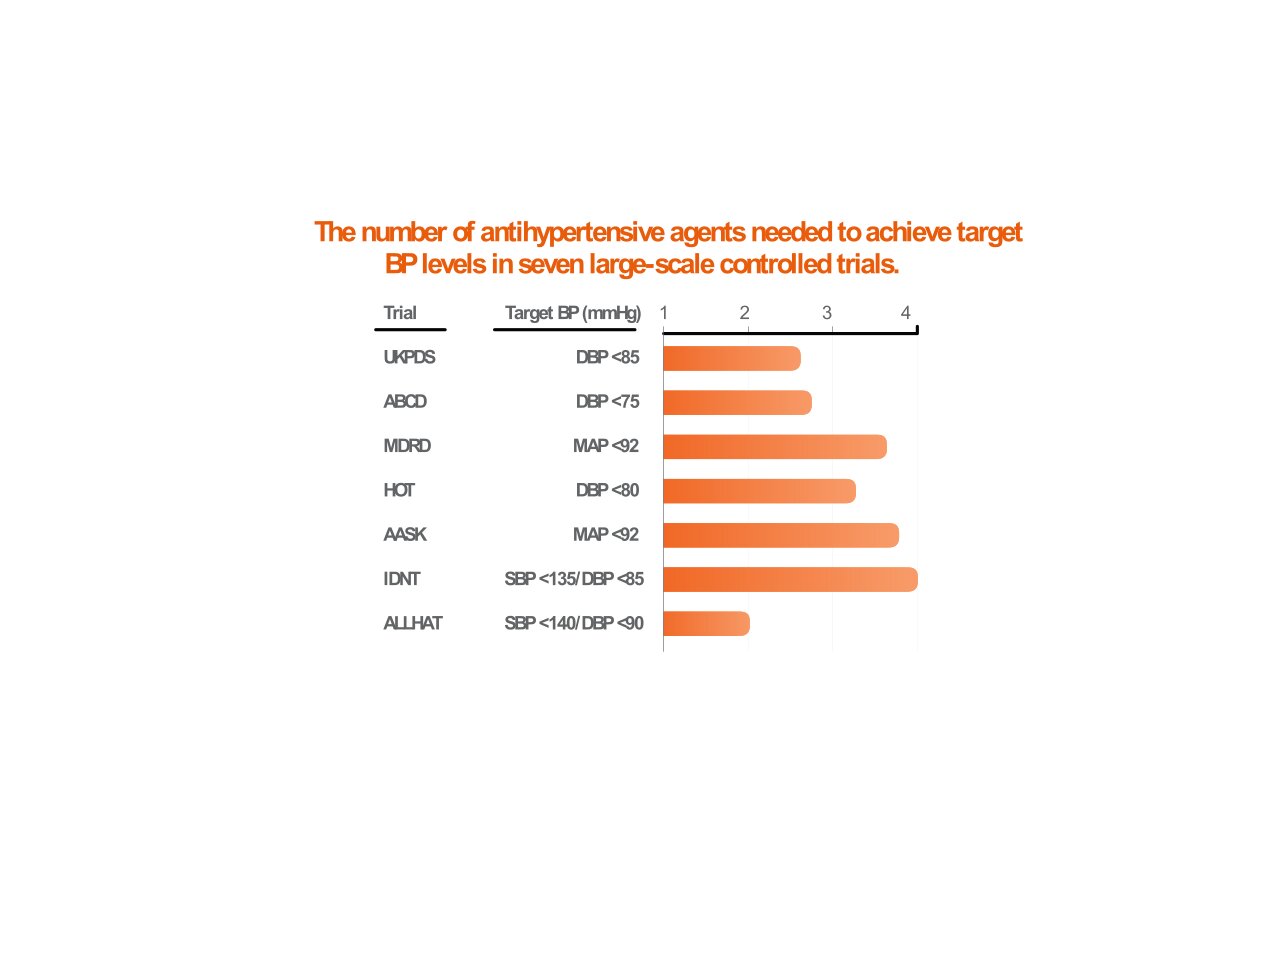 The number of antihypertensive agents needed to achieve target
BP levels in seven large-scale controlled trials.
Trial Target BP (mmHg) 1 2 3 4
UKPDS DBP <85
ABCD DBP <75
MDRD MAP <92
HOT DBP <80
AASK MAP <92
IDNT SBP <135/ DBP <85
ALLHAT SBP <140/ DBP <90